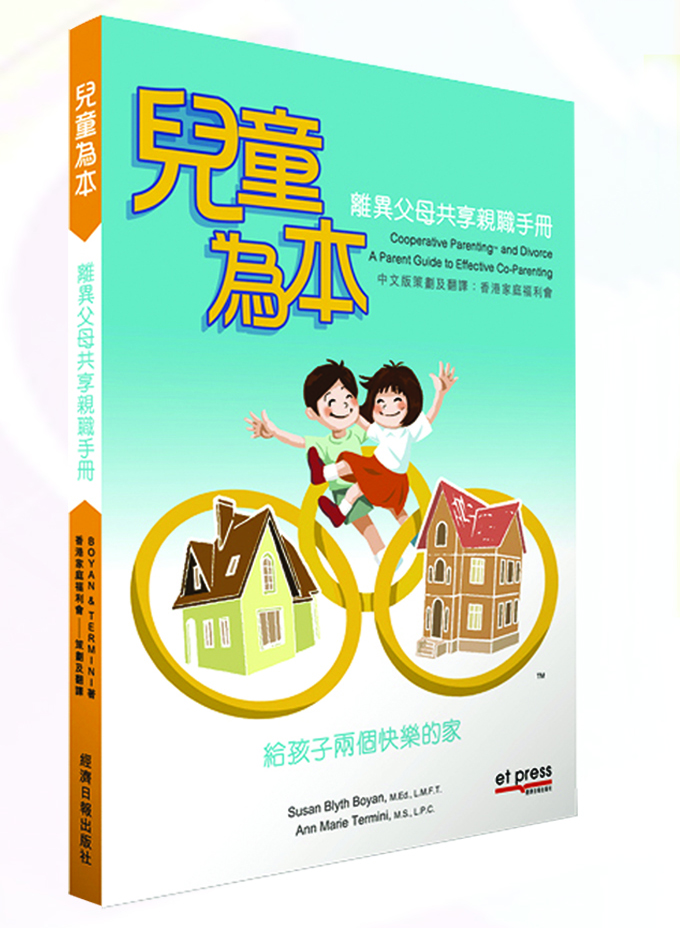 兒童為本
離異父母共享親職手冊
BOYAN & TERMINI 著
香港家庭福利會──策劃及翻譯
經濟日報出版社
兒童
為本
離異父母共享親職手冊
Cooperative Parenting™ and Divorce
A Parent Guide to Effective Co-Parenting
中文版策劃及翻譯：香港家庭福利會
TM
給孩子兩個快樂的家
Susan Blyth Boyan, M.Ed., L.M.F.T.
Ann Marie Termini, M.S., L.P.C.
et press